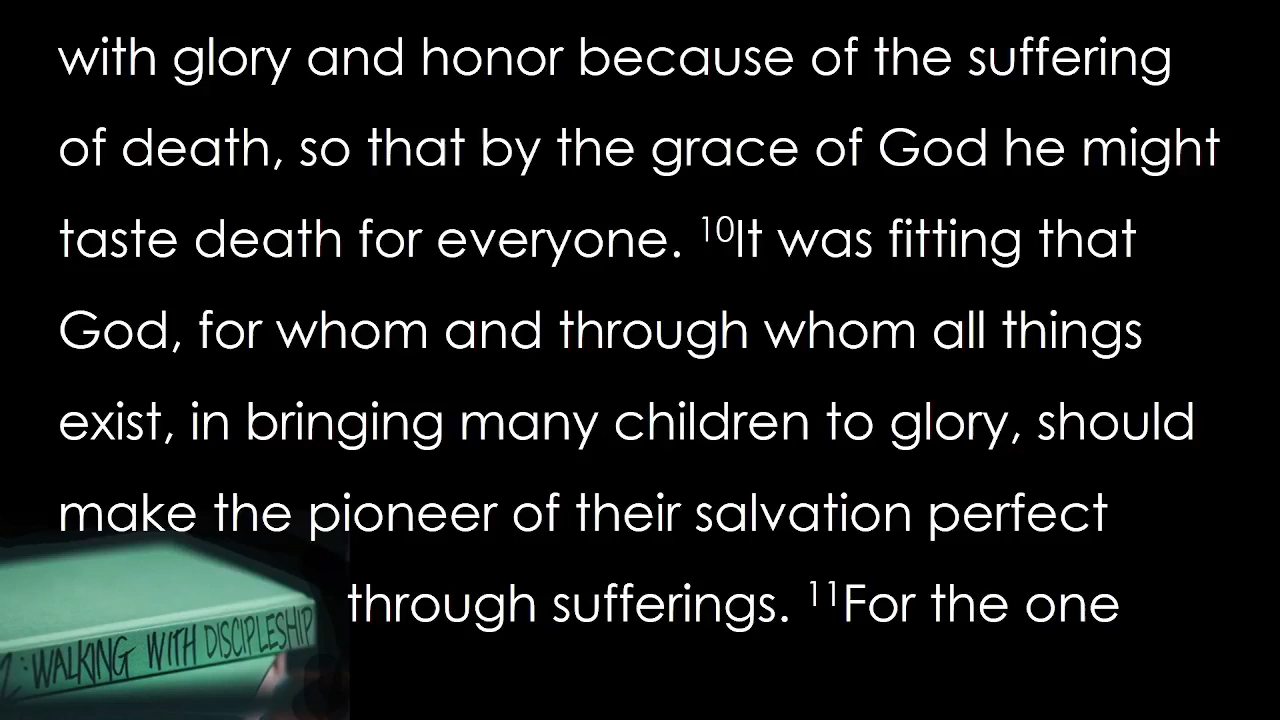 with glory and honor because of the suffering
of death, so that by the grace of God he might
taste death for everyone. ¹⁰It was fitting that
God, for whom and through whom all things
exist, in bringing many children to glory, should
make the pioneer of their salvation perfect
through sufferings. ¹¹For the one
: WALKING WITH DISCIPLESHIP